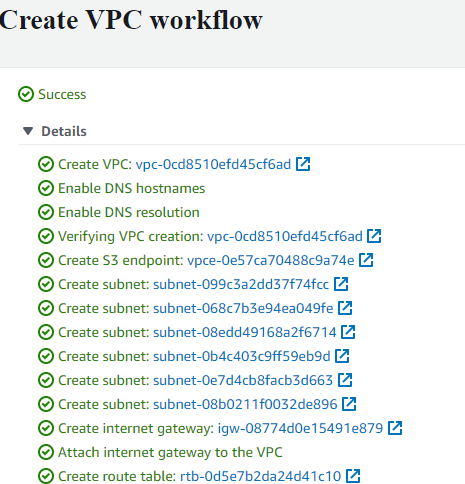 Create VPC workflow
Success
Details
Create VPC: vpc-0cd8510efd45cf6ad
Enable DNS hostnames
Enable DNS resolution
Verifying VPC creation: vpc-0cd8510efd45cf6ad
Create S3 endpoint: vpce-0e57ca70488c9a74e
Create subnet: subnet-099c3a2dd37f74fcc
Create subnet: subnet-068c7b3e94ea049fe
Create subnet: subnet-08edd49168a2f6714
Create subnet: subnet-0b4c403c9ff59eb9d
Create subnet: subnet-0e7d4cb8facb3d663
Create subnet: subnet-08b0211f0032de896
Create internet gateway: igw-08774d0e15491e879
Attach internet gateway to the VPC
Create route table: rtb-0d5e7b2da24d41c10